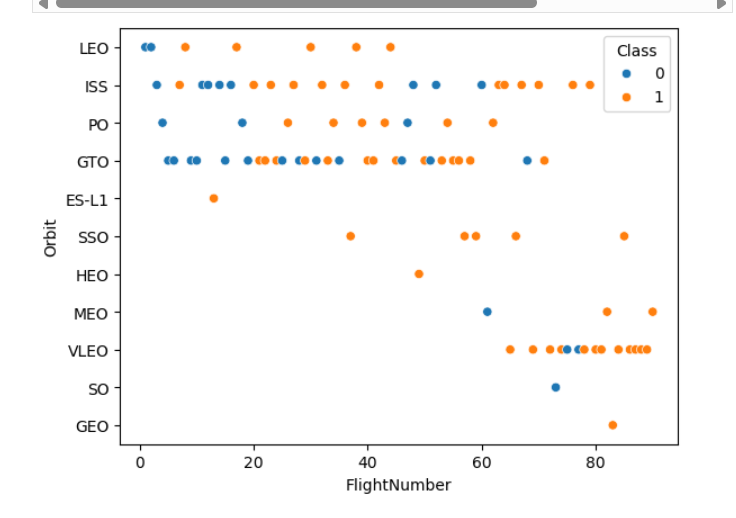 LEO
ISS
PO
GTO
ES-L1
SSO
HEO
MEO
VLEO
SO
GEO
Orbit
Class
0
1
0 20 40 60 80
FlightNumber